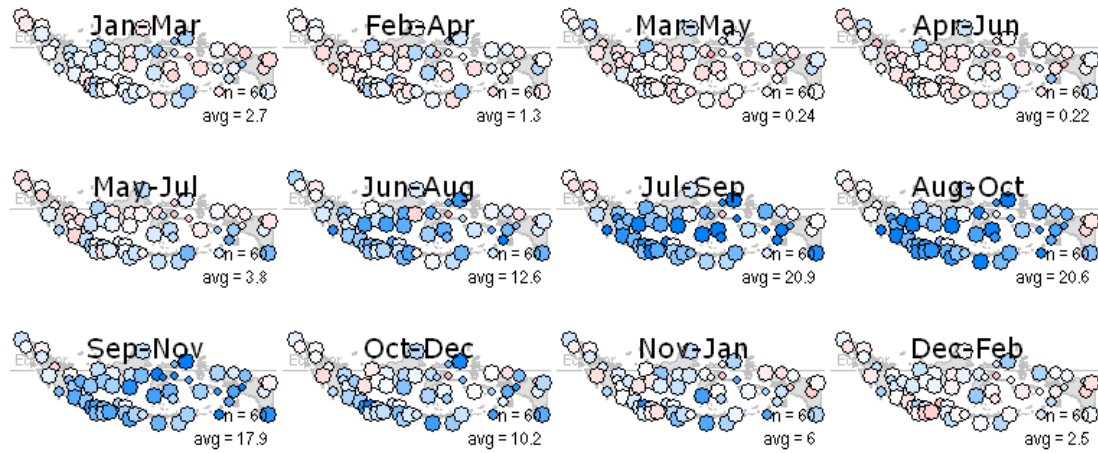 Jan-Mar
n = 60
avg = 2.7
Feb-Apr
n = 60
avg = 1.3
Mar-May
n = 60
avg = 0.24
Apr-Jun
n = 60
avg = 0.22
May-Jul
n = 60
avg = 3.8
Jun-Aug
n = 60
avg = 12.6
Jul-Sep
n = 60
avg = 20.9
Aug-Oct
n = 60
avg = 20.6
Sep-Nov
n = 60
avg = 17.9
Oct-Dec
n = 60
avg = 10.2
Nov-Jan
n = 60
avg = 6
Dec-Feb
n = 60
avg = 2.5